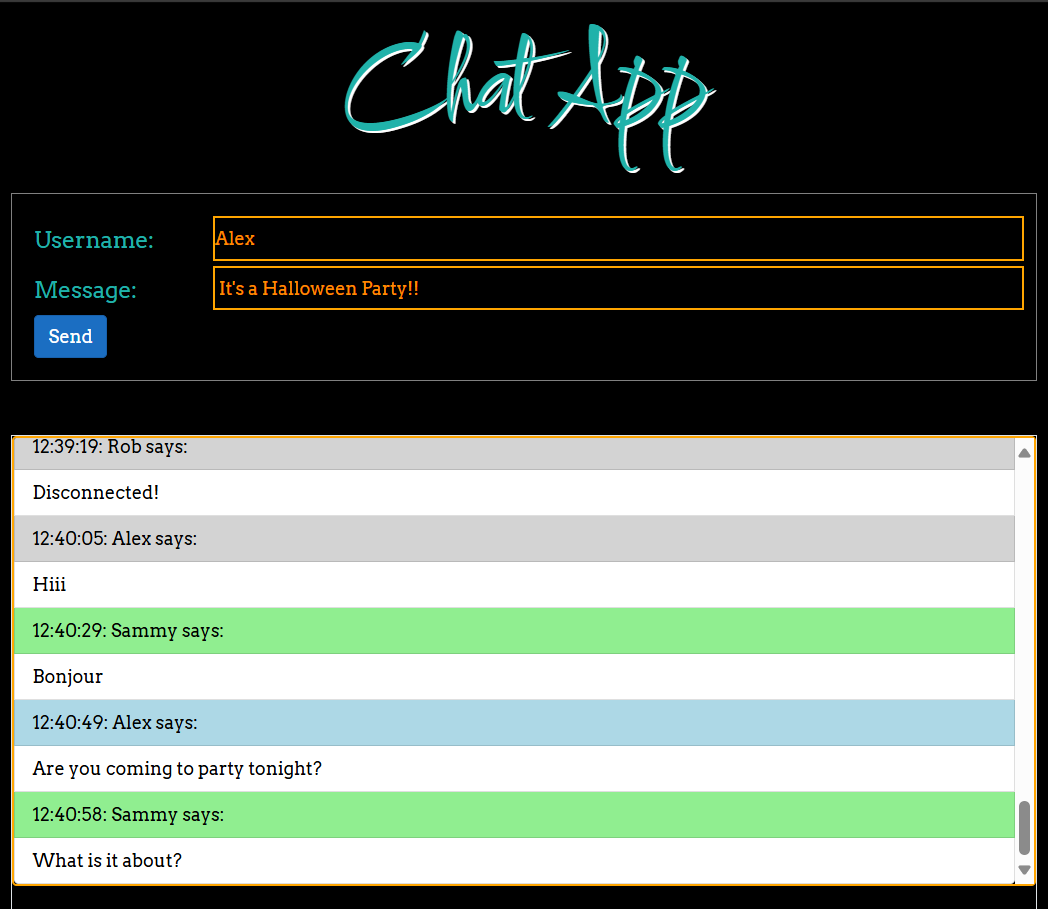 Chat App
Username:
Alex
Message:
It's a Halloween Party!!
Send
12:39:19: Rob says:
Disconnected!
12:40:05: Alex says:
Hiii
12:40:29: Sammy says:
Bonjour
12:40:49: Alex says:
Are you coming to party tonight?
12:40:58: Sammy says:
What is it about?